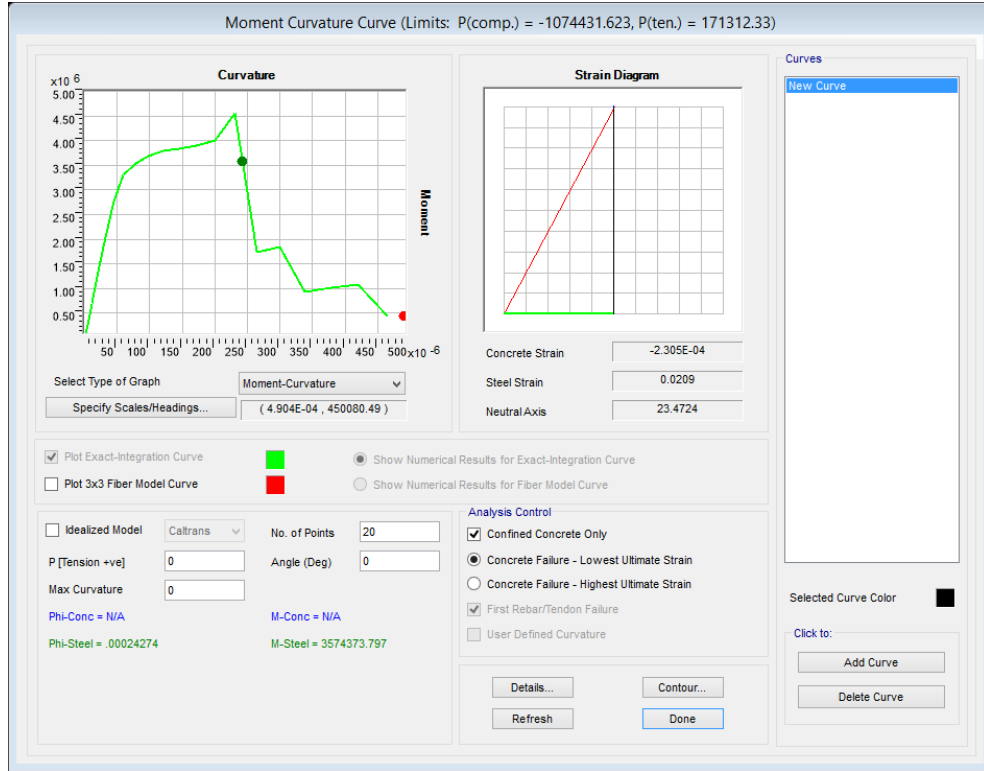 Moment Curvature Curve (Limits: P(comp.) = -1074431.623, P(ten.) = 171312.33)
Curvature
x10 6
5.00
4.50
4.00
3.50
3.00
2.50
2.00
1.50
1.00
0.50
50 100 150 200 250 300 350 400 450 500 x10 -6
Moment
Select Type of Graph
Moment-Curvature
Specify Scales/Headings...
( 4.904E-04 , 450080.49 )
Strain Diagram
Concrete Strain
-2.305E-04
Steel Strain
0.0209
Neutral Axis
23.4724
Plot Exact-Integration Curve
Show Numerical Results for Exact-Integration Curve
Plot 3x3 Fiber Model Curve
Show Numerical Results for Fiber Model Curve
Idealized Model
Caltrans
No. of Points
20
P [Tension +ve]
0
Angle (Deg)
0
Max Curvature
0
Phi-Conc = N/A
M-Conc = N/A
Phi-Steel = .00024274
M-Steel = 3574373.797
Analysis Control
Confined Concrete Only
Concrete Failure - Lowest Ultimate Strain
Concrete Failure - Highest Ultimate Strain
First Rebar/Tendon Failure
User Defined Curvature
Details...
Contour...
Refresh
Done
Curves
New Curve
Selected Curve Color
Click to:
Add Curve
Delete Curve